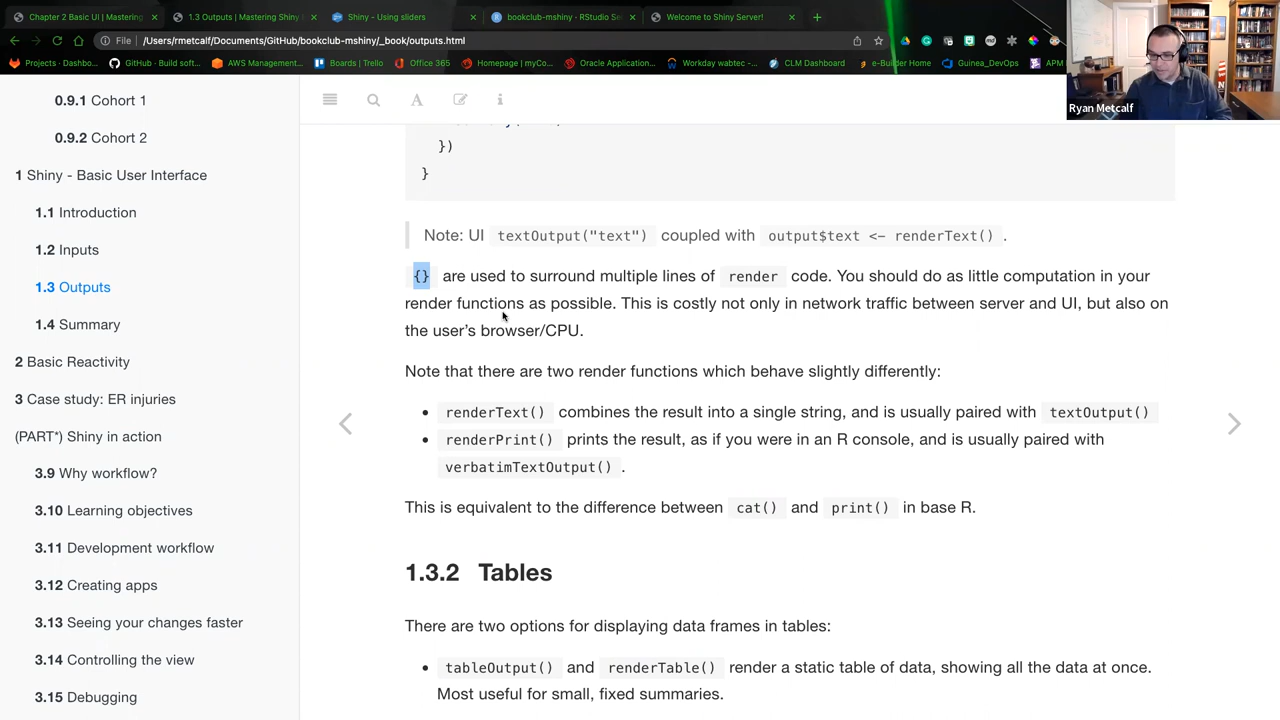 Chapter 2 Basic UI | Mastering
1.3 Outputs | Mastering Shiny
Shiny - Using sliders
bookclub-mshiny - RStudio Se
Welcome to Shiny Server!
File
/Users/rmetcalf/Documents/GitHub/bookclub-mshiny/_book/outputs.html
Projects - Dashbo...
GitHub - Build soft...
AWS Management...
Boards | Trello
Office 365
Homepage | myCo...
Oracle Application...
Workday wabtec -...
CLM Dashboard
e-Builder Home
Guinea_DevOps
APM
Ryan Metcalf
0.9.1 Cohort 1
0.9.2 Cohort 2
1 Shiny - Basic User Interface
1.1 Introduction
1.2 Inputs
1.3 Outputs
1.4 Summary
2 Basic Reactivity
3 Case study: ER injuries
(PART*) Shiny in action
3.9 Why workflow?
3.10 Learning objectives
3.11 Development workflow
3.12 Creating apps
3.13 Seeing your changes faster
3.14 Controlling the view
3.15 Debugging
})
}
Note: UI textOutput("text") coupled with output$text <- renderText() .
{} are used to surround multiple lines of render code. You should do as little computation in your
render functions as possible. This is costly not only in network traffic between server and UI, but also on
the user's browser/CPU.
Note that there are two render functions which behave slightly differently:
• renderText() combines the result into a single string, and is usually paired with textOutput()
• renderPrint() prints the result, as if you were in an R console, and is usually paired with
verbatimTextOutput() .
This is equivalent to the difference between cat() and print() in base R.
1.3.2 Tables
There are two options for displaying data frames in tables:
• tableOutput() and renderTable() render a static table of data, showing all the data at once.
Most useful for small, fixed summaries.